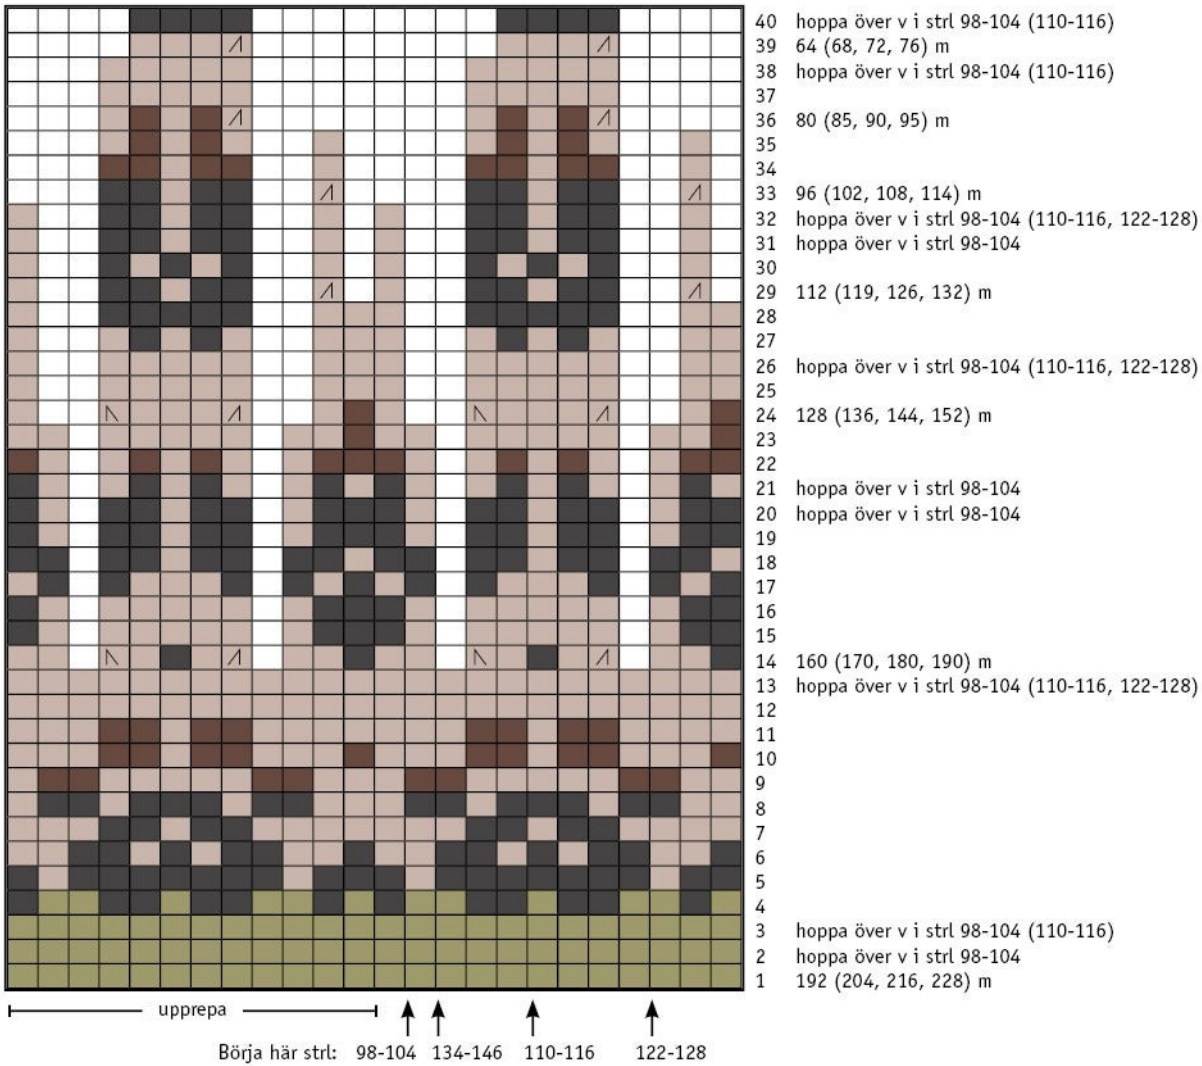 40 hoppa över v i strl 98-104 (110-116)
39 64 (68, 72, 76) m
38 hoppa över v i strl 98-104 (110-116)
37
36 80 (85, 90, 95) m
35
34
33 96 (102, 108, 114) m
32 hoppa över v i strl 98-104 (110-116, 122-128)
31 hoppa över v i strl 98-104
30
29 112 (119, 126, 132) m
28
27
26 hoppa över v i strl 98-104 (110-116, 122-128)
25
24 128 (136, 144, 152) m
23
22
21 hoppa över v i strl 98-104
20 hoppa över v i strl 98-104
19
18
17
16
15
14 160 (170, 180, 190) m
13 hoppa över v i strl 98-104 (110-116, 122-128)
12
11
10
9
8
7
6
5
4
3 hoppa över v i strl 98-104 (110-116)
2 hoppa över v i strl 98-104
1 192 (204, 216, 228) m
upprepa
Börja här strl: 98-104 134-146 110-116 122-128